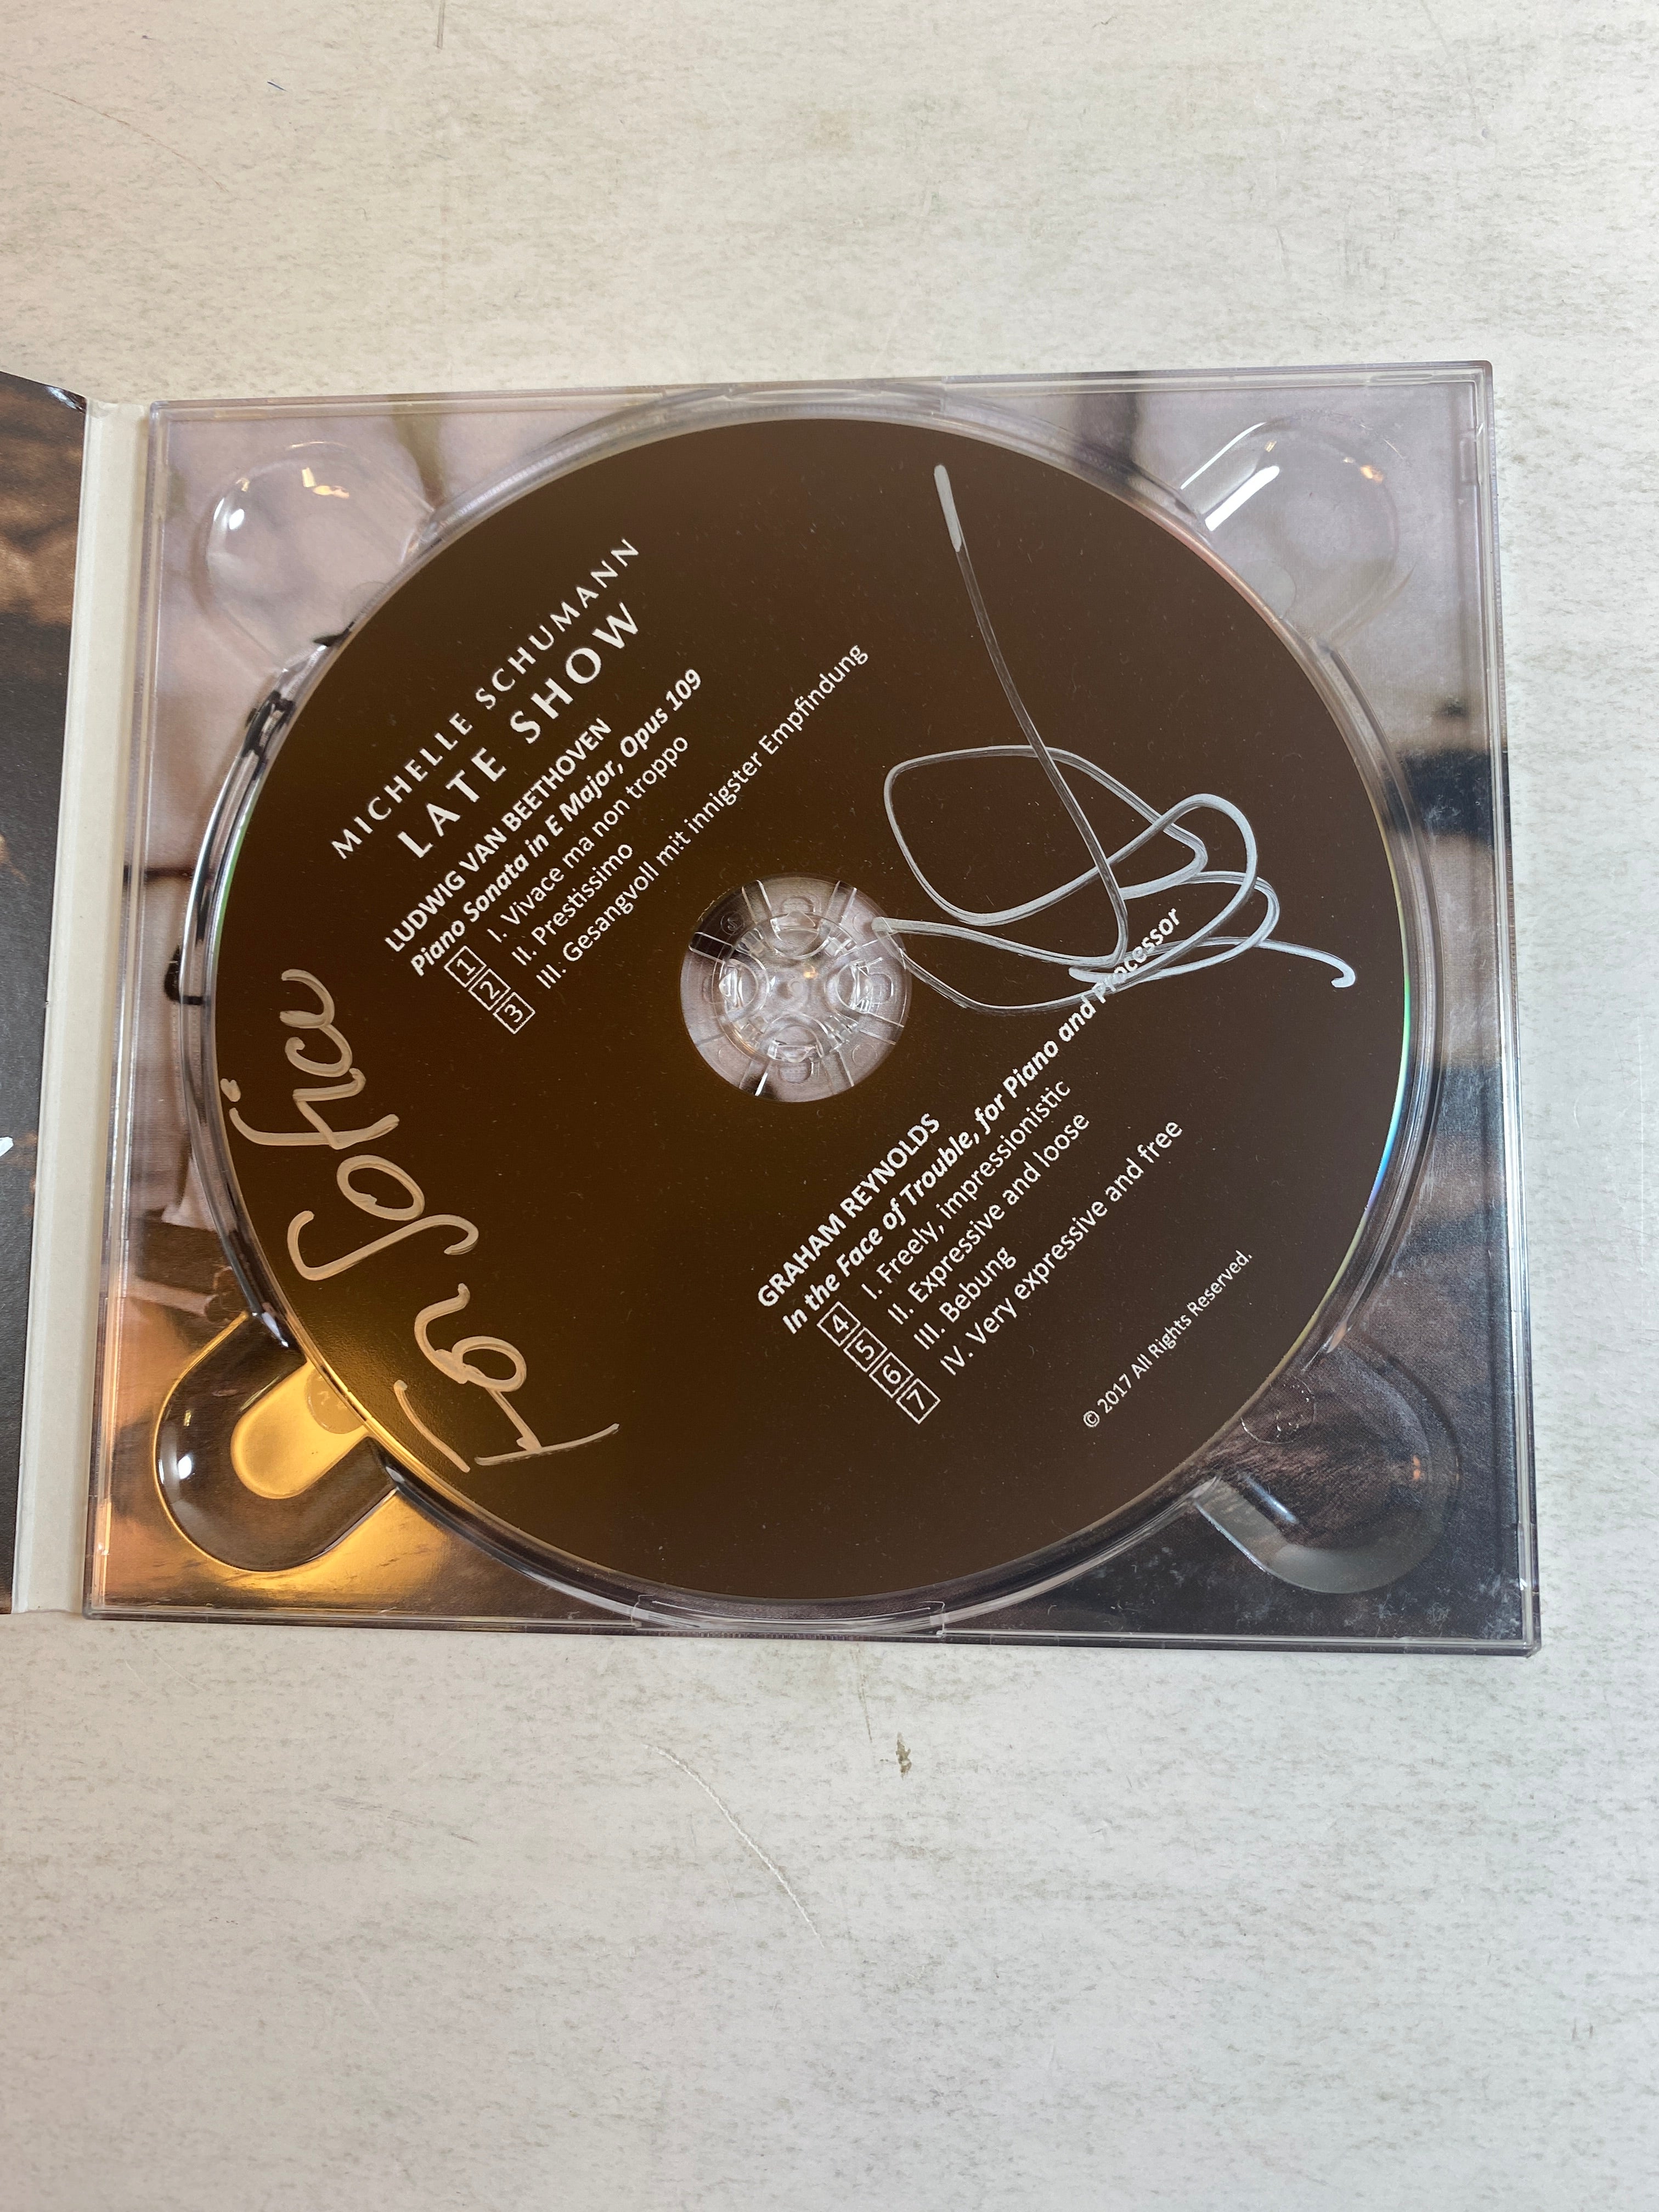 MICHELLE SCHUMANN
LATE SHOW
LUDWIG VAN BEETHOVEN
Piano Sonata in E Major, Opus 109
1 I. Vivace ma non troppo
2 II. Prestissimo
3 III. Gesangvoll mit innigster Empfindung
For Sofia
GRAHAM REYNOLDS
In the Face of Trouble, for Piano and Processor
4 I. Freely, impressionistic
5 II. Expressive and loose
6 III. Bebung
7 IV. Very expressive and free
© 2017 All Rights Reserved.